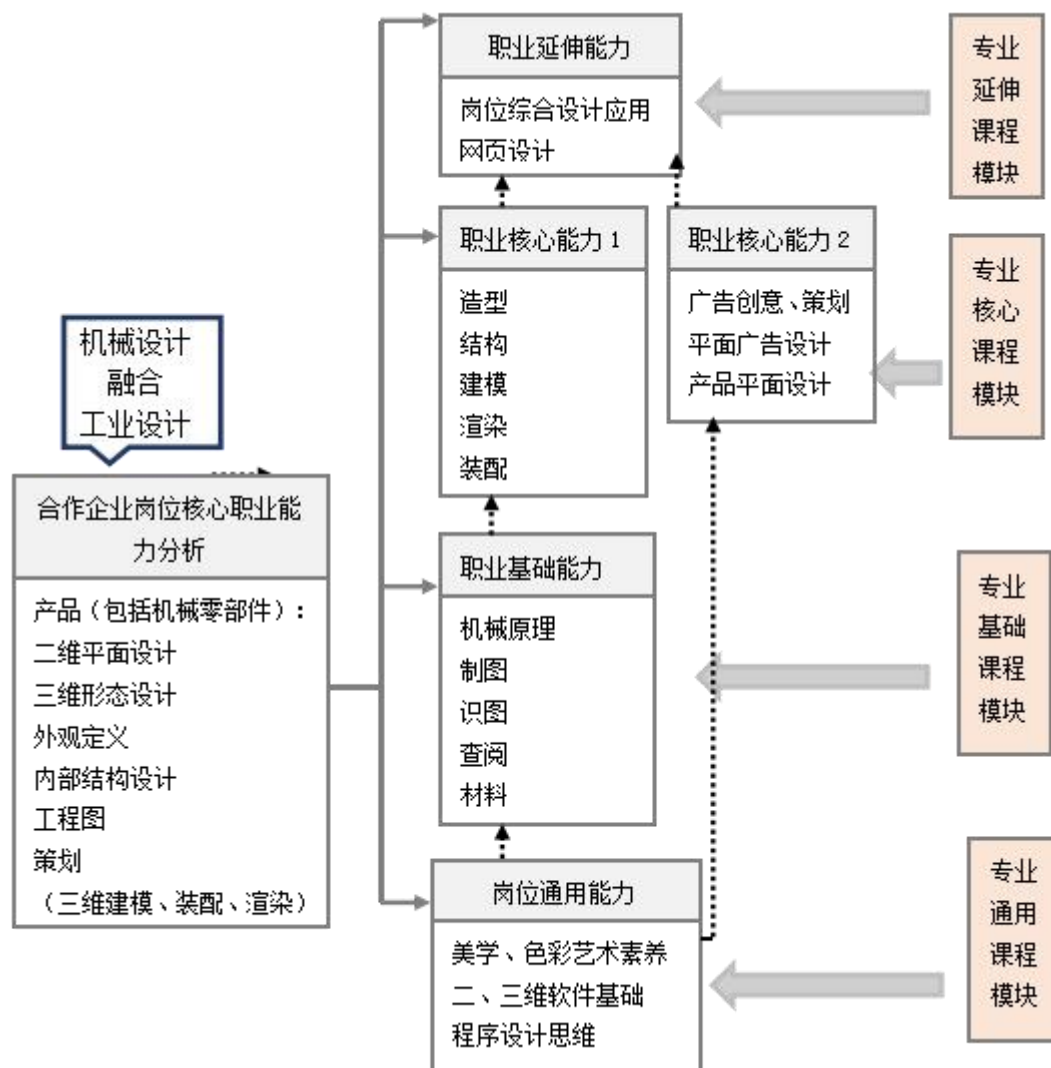 职业延伸能力
岗位综合设计应用
网页设计
专业
延伸
课程
模块
职业核心能力 1
造型
结构
建模
渲染
装配
职业核心能力 2
广告创意、策划
平面广告设计
产品平面设计
专业
核心
课程
模块
机械设计
融合
工业设计
合作企业岗位核心职业能
力分析
产品（包括机械零部件）：
二维平面设计
三维形态设计
外观定义
内部结构设计
工程图
策划
（三维建模、装配、渲染）
职业基础能力
机械原理
制图
识图
查阅
材料
专业
基础
课程
模块
岗位通用能力
美学、色彩艺术素养
二、三维软件基础
程序设计思维
专业
通用
课程
模块